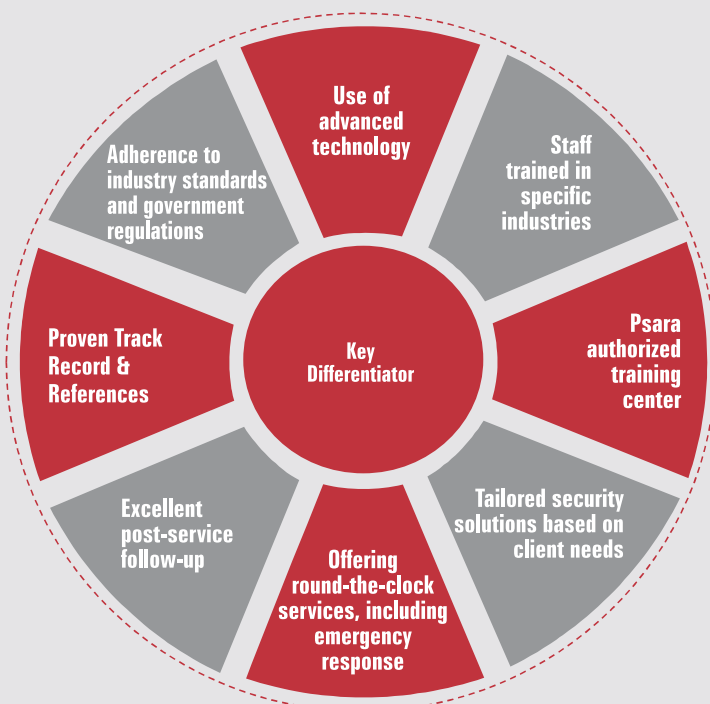 Use of
advanced
technology
Staff
trained in
specific
industries
Psara
authorized
training
center
Tailored security
solutions based on
client needs
Offering
round-the-clock
services, including
emergency
response
Excellent
post-service
follow-up
Proven Track
Record &
References
Adherence to
industry standards
and government
regulations
Key
Differentiator